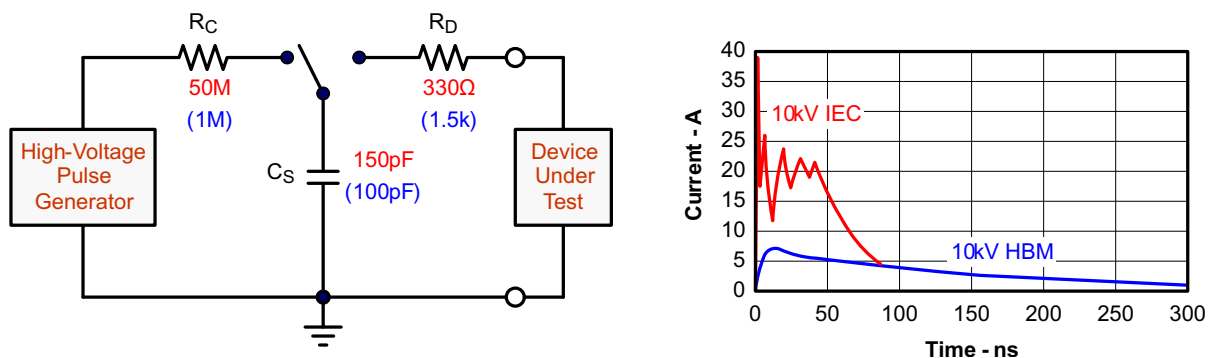 R_C
R_D
50M
(1M)
330Ω
(1.5k)
High-Voltage
Pulse
Generator
C_S
150pF
(100pF)
Device
Under
Test
Current - A
40
35
30
25
20
15
10
5
0
10kV IEC
10kV HBM
0 50 100 150 200 250 300
Time - ns